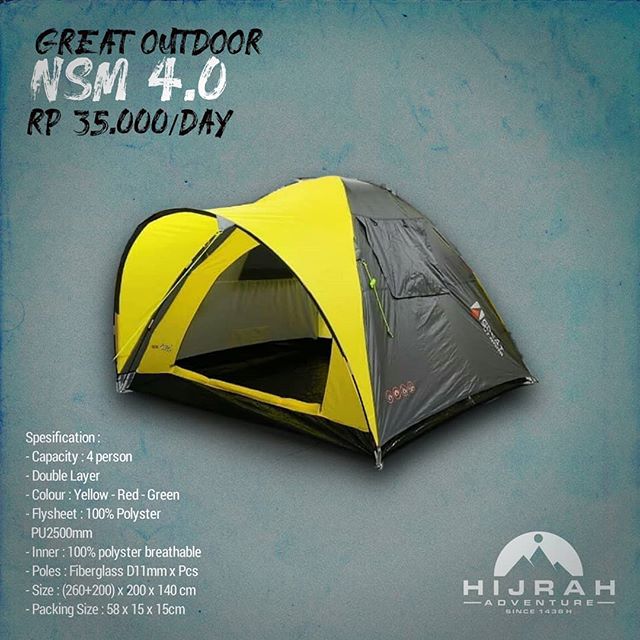 GREAT OUTDOOR
NSM 4.0
RP 35.000/DAY
Spesification :
- Capacity : 4 person
- Double Layer
- Colour : Yellow - Red - Green
- Flysheet : 100% Polyster
PU2500mm
- Inner : 100% polyster breathable
- Poles : Fiberglass D11mm x Pcs
- Size : (260+200) x 200 x 140 cm
- Packing Size : 58 x 15 x 15cm
HIJRAH
ADVENTURE
SINCE 1436H